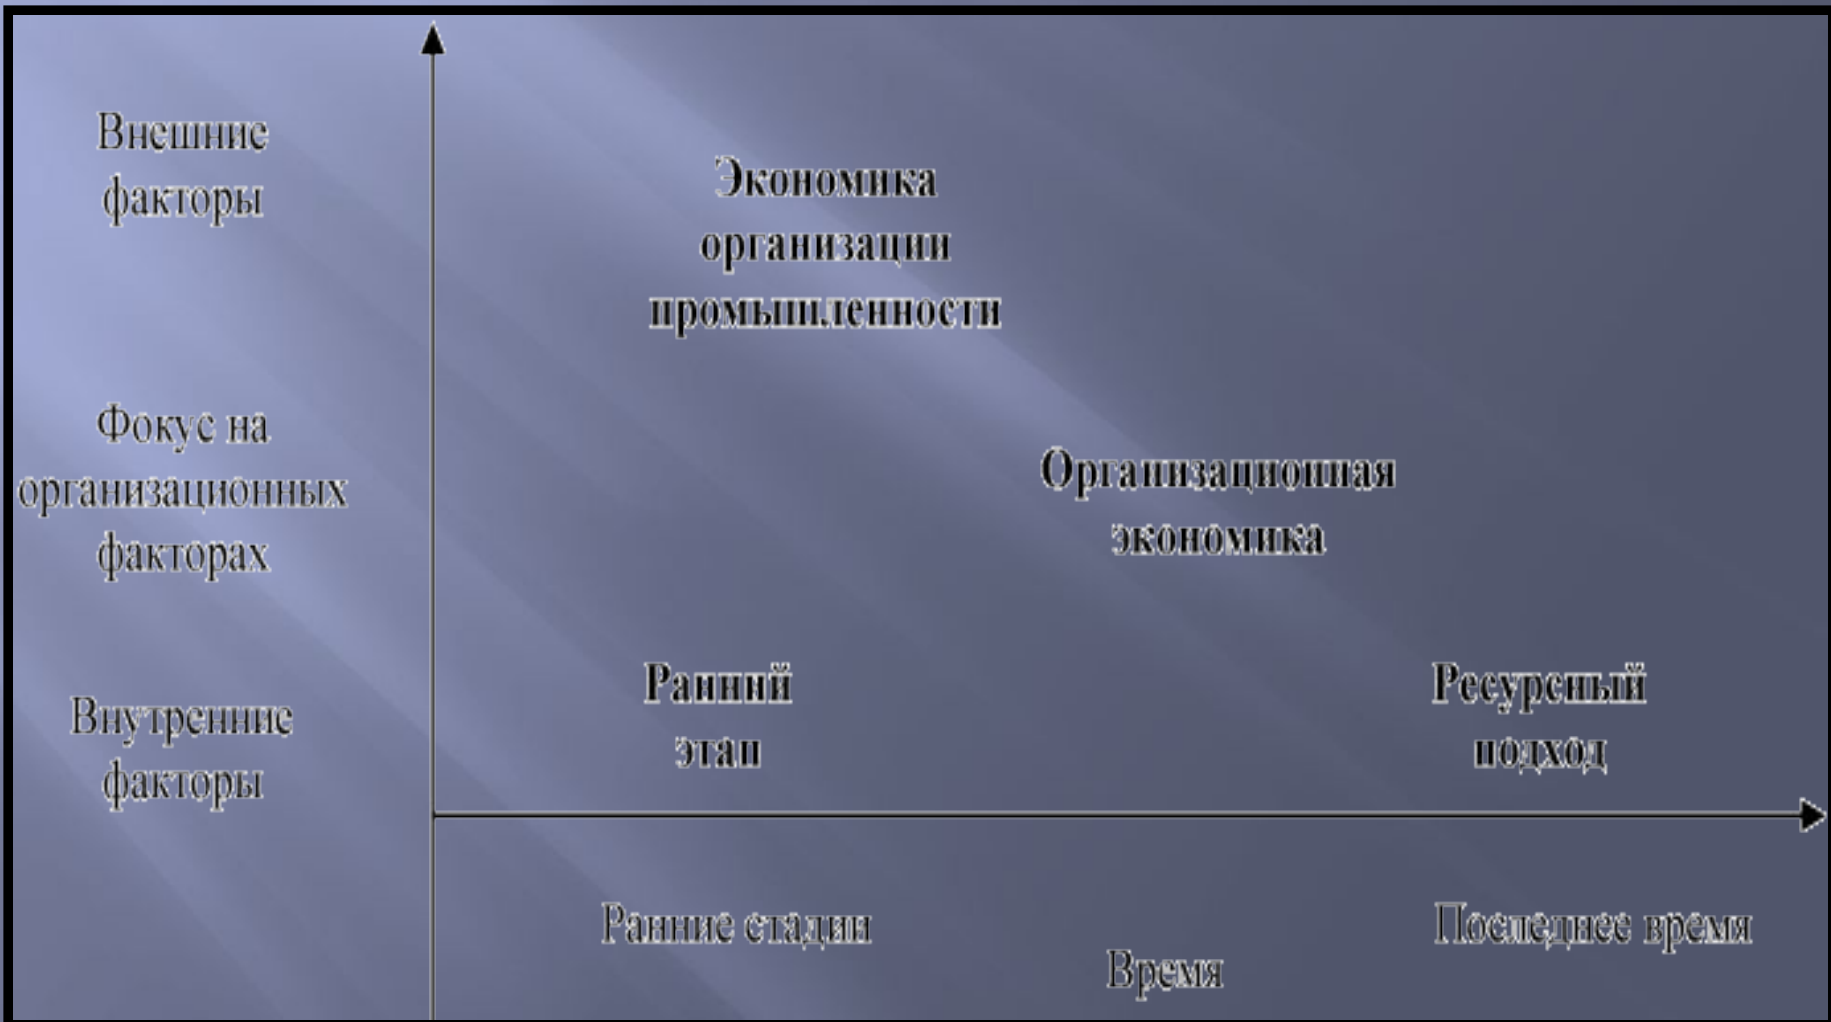 Внешние
факторы
Экономика
организации
промышленности
Фокус на
организационных
факторах
Организационная
экономика
Внутренние
факторы
Ранний
этап
Ресурсный
подход
Ранние стадии
Последнее время
Время